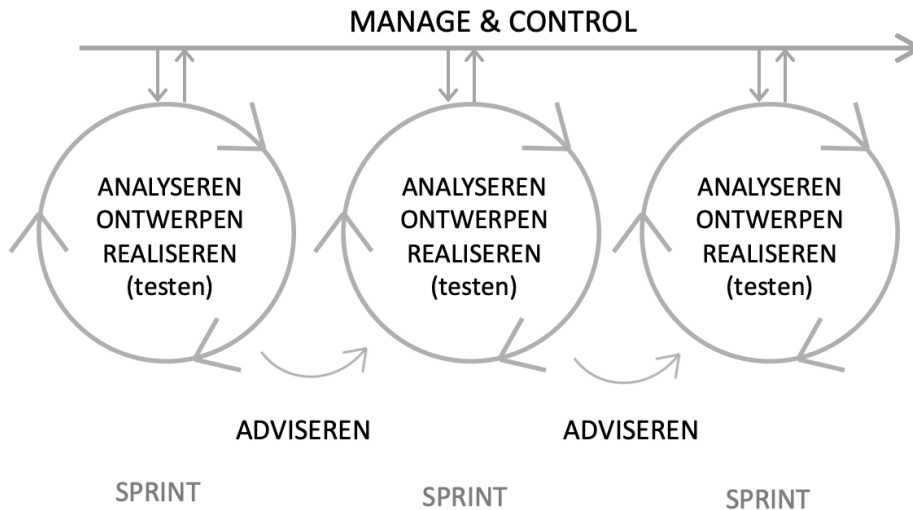 MANAGE & CONTROL
ANALYSEREN
ONTWERPEN
REALISEREN
(testen)
ANALYSEREN
ONTWERPEN
REALISEREN
(testen)
ANALYSEREN
ONTWERPEN
REALISEREN
(testen)
ADVISEREN
ADVISEREN
SPRINT
SPRINT
SPRINT